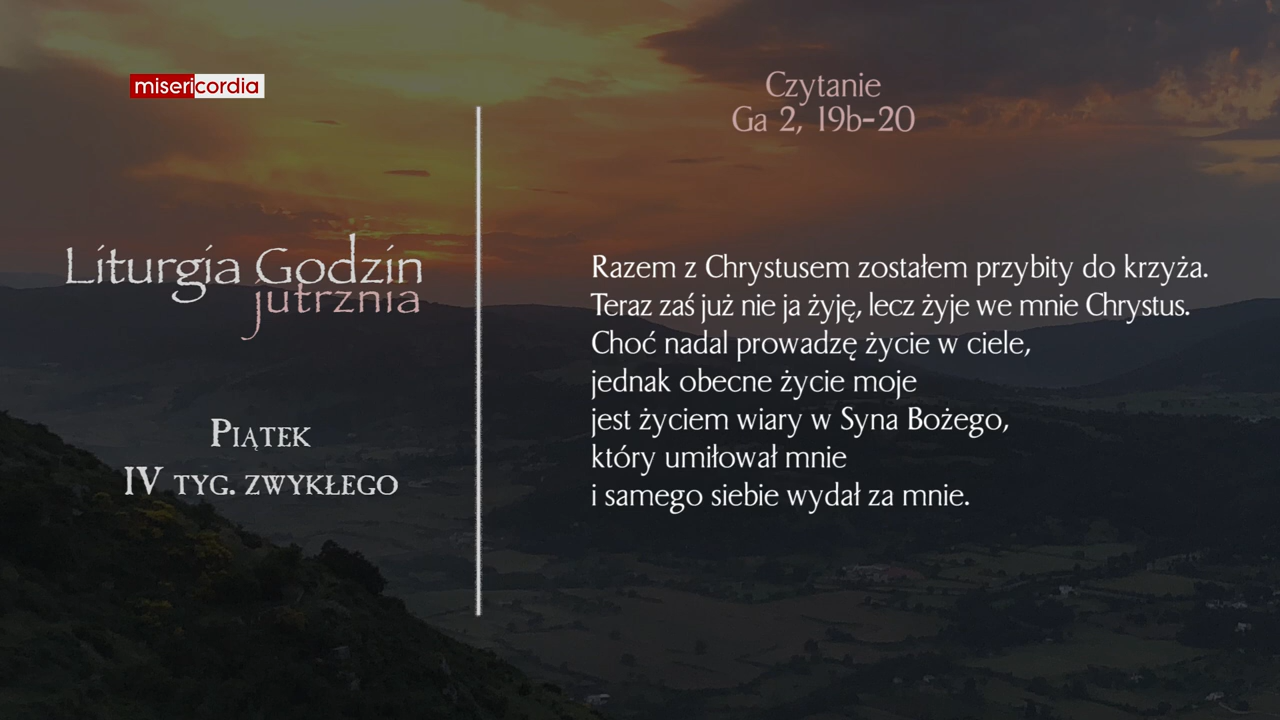 misericordia
Liturgia Godzin
jutrznia
Piątek
IV tyg. zwykłego
Czytanie
Ga 2, 19b-20
Razem z Chrystusem zostałem przybity do krzyża.
Teraz zaś już nie ja żyję, lecz żyje we mnie Chrystus.
Choć nadal prowadzę życie w ciele,
jednak obecne życie moje
jest życiem wiary w Syna Bożego,
który umiłował mnie
i samego siebie wydał za mnie.